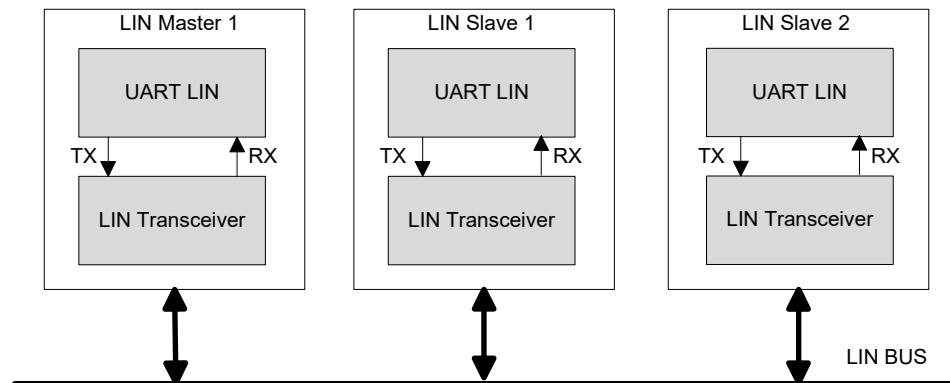 LIN Master 1
LIN Slave 1
LIN Slave 2
UART LIN
UART LIN
UART LIN
TX
RX
TX
RX
TX
RX
LIN Transceiver
LIN Transceiver
LIN Transceiver
LIN BUS